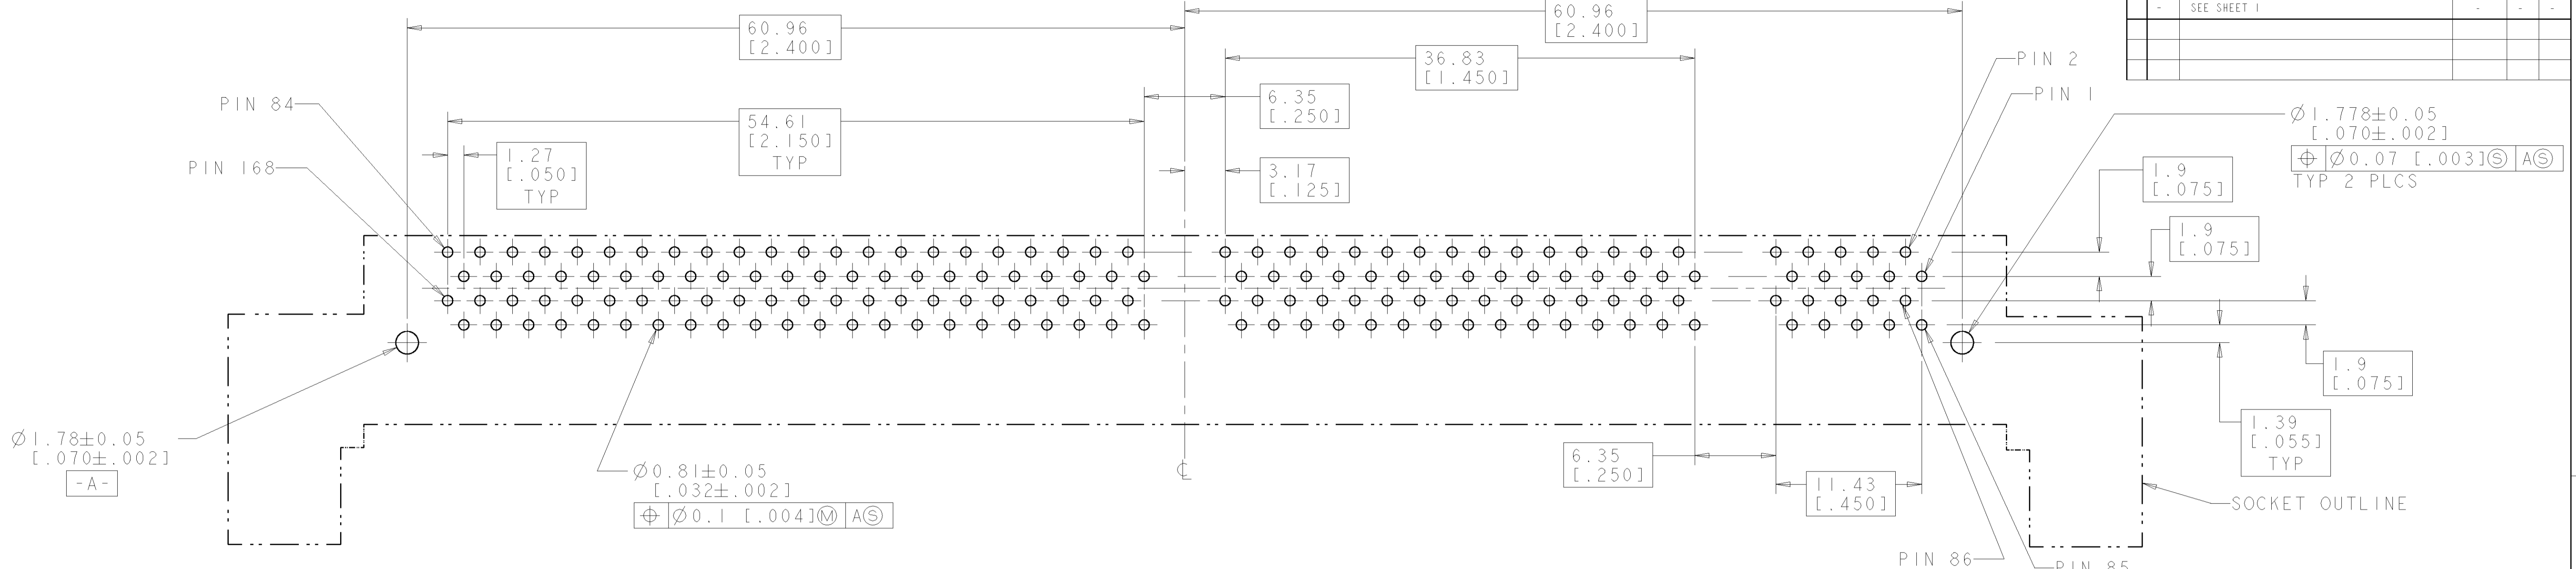 60.96
[2.400]
60.96
[2.400]
- SEE SHEET 1 - - -
36.83
[1.450]
PIN 2
PIN 1
6.35
[.250]
PIN 84
54.61
[2.150]
TYP
Ø1.778±0.05
[.070±.002]
⌖ Ø0.07 [.003]Ⓢ AⓈ
TYP 2 PLCS
1.27
[.050]
TYP
PIN 168
3.17
[.125]
1.9
[.075]
1.9
[.075]
1.9
[.075]
Ø1.78±0.05
[.070±.002]
-A-
1.39
[.055]
TYP
Ø0.81±0.05
[.032±.002]
⌖ Ø0.1 [.004]Ⓜ AⓈ
℄
6.35
[.250]
11.43
[.450]
SOCKET OUTLINE
PIN 86
PIN 85